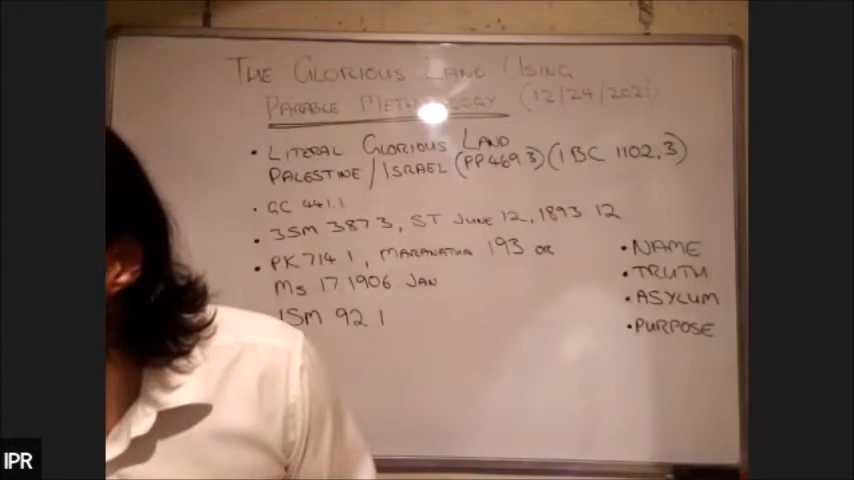 THE GLORIOUS LAND USING
PARABLE METHODOLOGY (12/24/2021)
• LITERAL GLORIOUS LAND
PALESTINE/ISRAEL (PP 469.3) (1 BC 1102.3)
• GC 441.1
• 3SM 387 3, ST JUNE 12, 1893 12
• PK 714 1, MARANATHA 193 OR
MS 17 1906 JAN
1SM 92 1
• NAME
• TRUTH
• ASYLUM
• PURPOSE
IPR